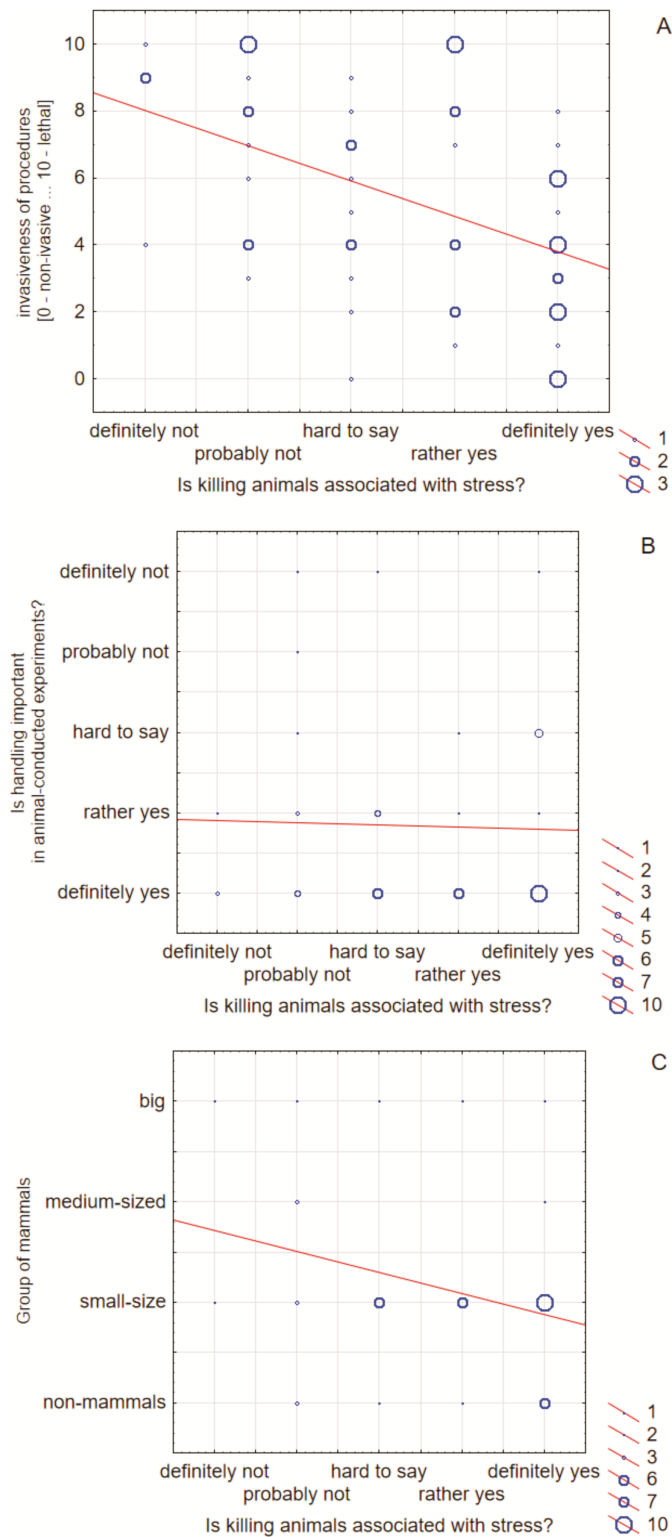 A
invasiveness of procedures
[0 - non-ivasive ... 10 - lethal]
10
8
6
4
2
0
definitely not
probably not
hard to say
rather yes
definitely yes
Is killing animals associated with stress?
1
2
3
B
Is handling important
in animal-conducted experiments?
definitely not
probably not
hard to say
rather yes
definitely yes
definitely not
probably not
hard to say
rather yes
definitely yes
Is killing animals associated with stress?
1
2
3
4
5
6
7
10
C
Group of mammals
big
medium-sized
small-size
non-mammals
definitely not
probably not
hard to say
rather yes
definitely yes
Is killing animals associated with stress?
1
2
3
6
7
10